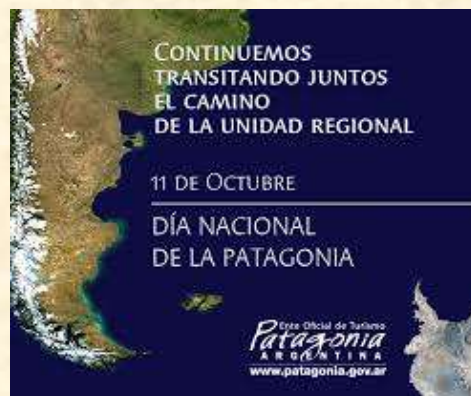 CONTINUEMOS
TRANSITANDO JUNTOS
EL CAMINO
DE LA UNIDAD REGIONAL
11 DE OCTUBRE
DÍA NACIONAL
DE LA PATAGONIA
Ente Oficial de Turismo
Patagonia
ARGENTINA
www.patagonia.gov.ar